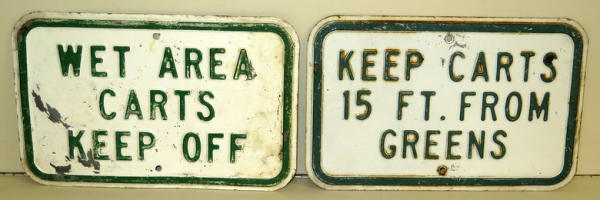 WET AREA
CARTS
KEEP OFF
KEEP CARTS
15 FT. FROM
GREENS